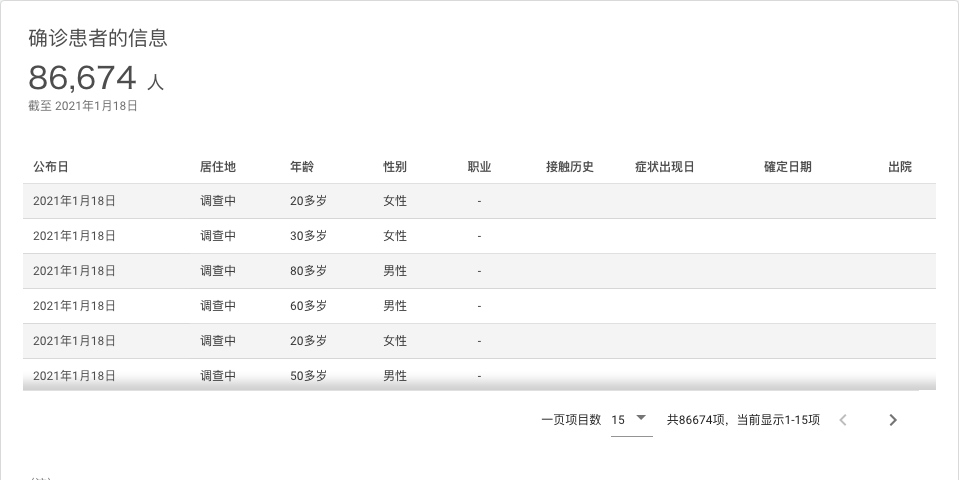 确诊患者的信息
86,674 人
截至 2021年1月18日
公布日 居住地 年龄 性别 职业 接触历史 症状出现日 確定日期 出院
2021年1月18日 调查中 20多岁 女性 -
2021年1月18日 调查中 30多岁 女性 -
2021年1月18日 调查中 80多岁 男性 -
2021年1月18日 调查中 60多岁 男性 -
2021年1月18日 调查中 20多岁 女性 -
2021年1月18日 调查中 50多岁 男性 -
一页项目数 15 共86674项，当前显示1-15项